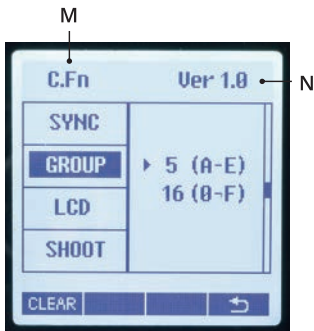 M
C.Fn Ver 1.0 N
SYNC
GROUP 5 (A-E)
16 (0-F)
LCD
SHOOT
CLEAR